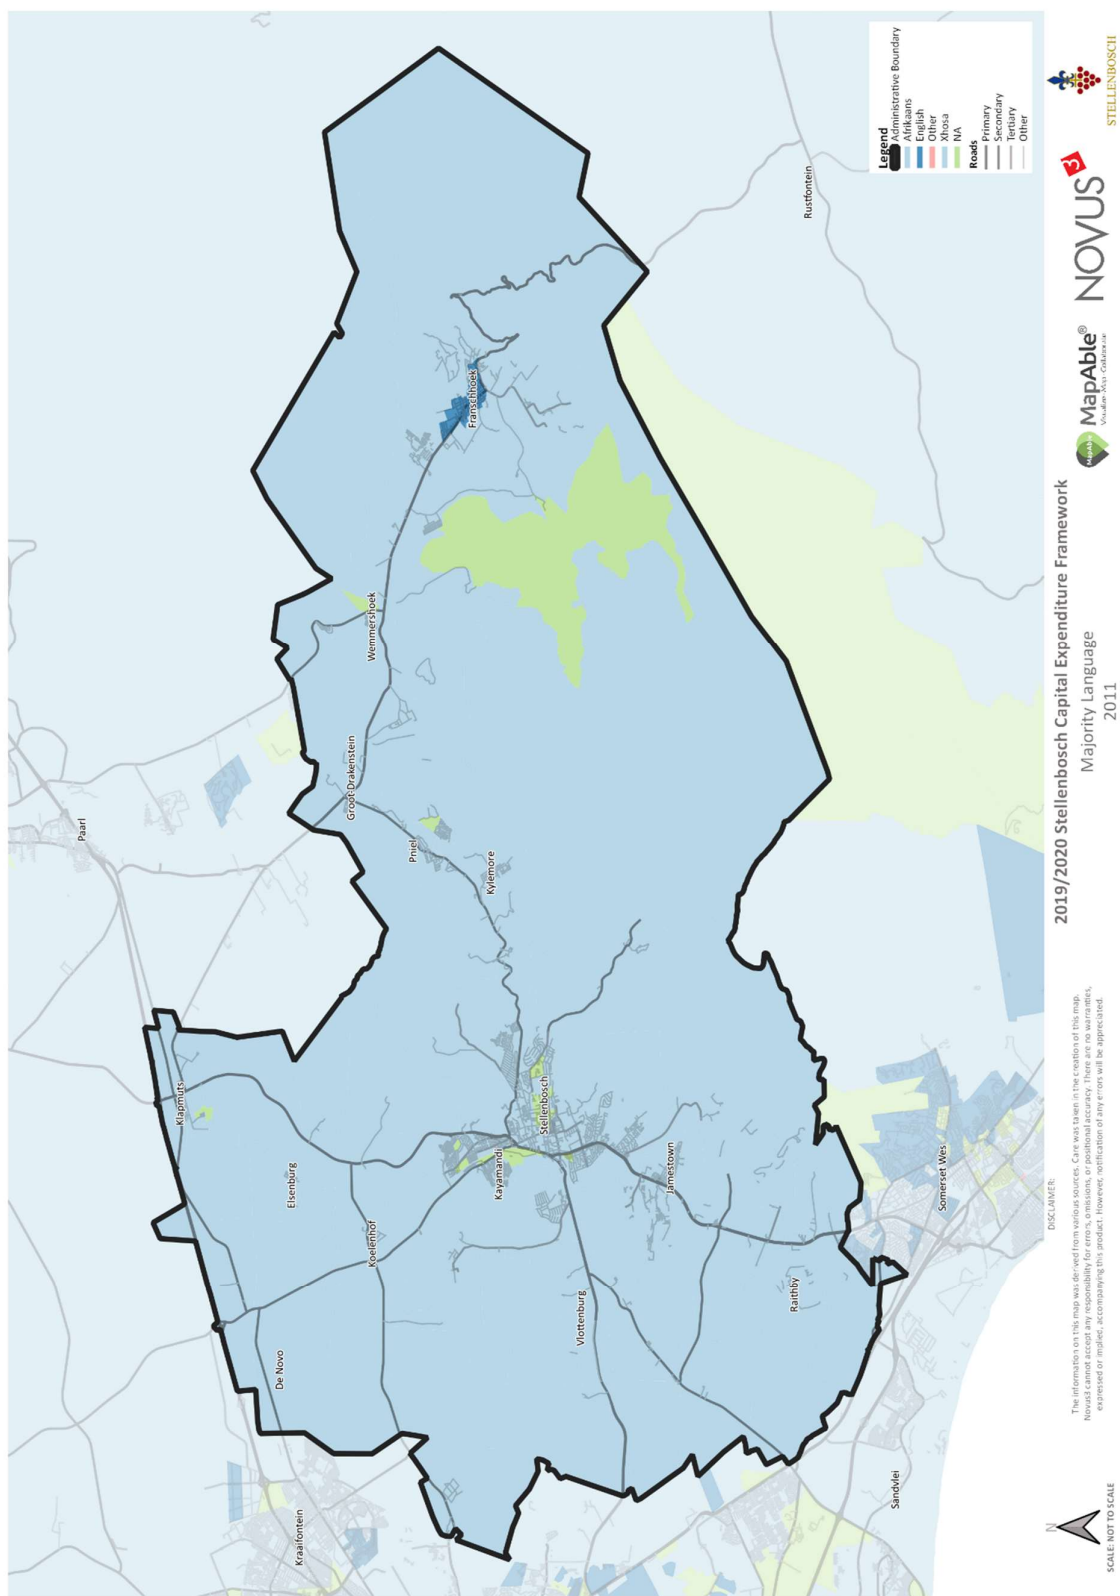 Paarl
Klapmuts
Elsenburg
De Novo
Koelenhof
Kraaifontein
Groot-Drakenstein
Wemmershoek
Pniel
Kylemore
Franschhoek
Kayamandi
Stellenbosch
Jamestown
Vlottenburg
Raithby
Somerset Wes
Sandvlei
Rustfontein
Legend
Administrative Boundary
Afrikaans
English
Other
Xhosa
NA
Roads
Primary
Secondary
Tertiary
Other
N
SCALE: NOT TO SCALE
DISCLAIMER:
The information on this map was derived from various sources. Care was taken in the creation of this map.
Novus3 cannot accept any responsibility for errors, omissions, or positional accuracy. There are no warranties,
expressed or implied, accompanying this product. However, notification of any errors will be appreciated.
2019/2020 Stellenbosch Capital Expenditure Framework
Majority Language
2011
MapAble
MapAble®
NOVUS3
STELLENBOSCH